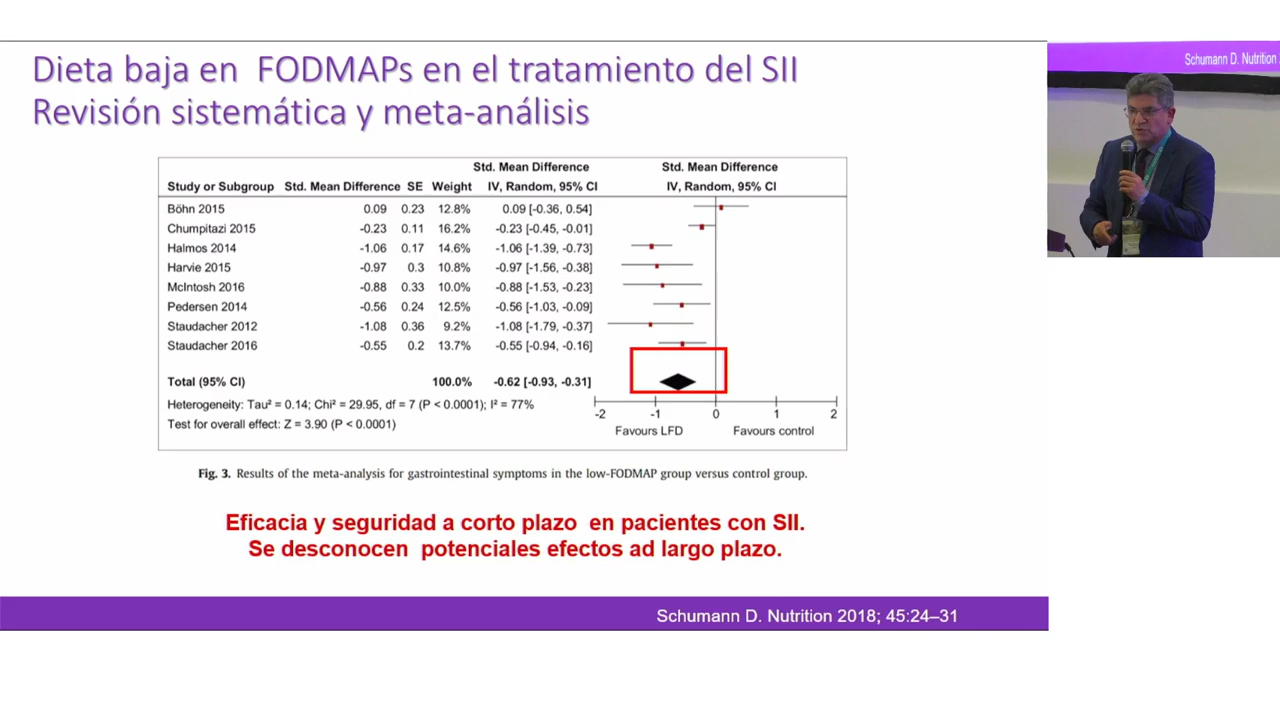 Dieta baja en FODMAPs en el tratamiento del SII
Revisión sistemática y meta-análisis
Schumann D. Nutrition
Std. Mean Difference Std. Mean Difference
Study or Subgroup Std. Mean Difference SE Weight IV, Random, 95% CI IV, Random, 95% CI
Böhn 2015 0.09 0.23 12.8% 0.09 [-0.36, 0.54]
Chumpitazi 2015 -0.23 0.11 16.2% -0.23 [-0.45, -0.01]
Halmos 2014 -1.06 0.17 14.6% -1.06 [-1.39, -0.73]
Harvie 2015 -0.97 0.3 10.8% -0.97 [-1.56, -0.38]
McIntosh 2016 -0.88 0.33 10.0% -0.88 [-1.53, -0.23]
Pedersen 2014 -0.56 0.24 12.5% -0.56 [-1.03, -0.09]
Staudacher 2012 -1.08 0.36 9.2% -1.08 [-1.79, -0.37]
Staudacher 2016 -0.55 0.2 13.7% -0.55 [-0.94, -0.16]
Total (95% CI) 100.0% -0.62 [-0.93, -0.31]
Heterogeneity: Tau² = 0.14; Chi² = 29.95, df = 7 (P < 0.0001); I² = 77%
Test for overall effect: Z = 3.90 (P < 0.0001)
-2 -1 0 1 2
Favours LFD Favours control
Fig. 3. Results of the meta-analysis for gastrointestinal symptoms in the low-FODMAP group versus control group.
Eficacia y seguridad a corto plazo en pacientes con SII.
Se desconocen potenciales efectos ad largo plazo.
Schumann D. Nutrition 2018; 45:24–31